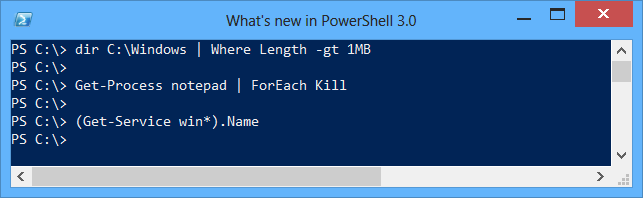 What's new in PowerShell 3.0
PS C:\> dir C:\Windows | Where Length -gt 1MB
PS C:\>
PS C:\> Get-Process notepad | ForEach Kill
PS C:\>
PS C:\> (Get-Service win*).Name
PS C:\>